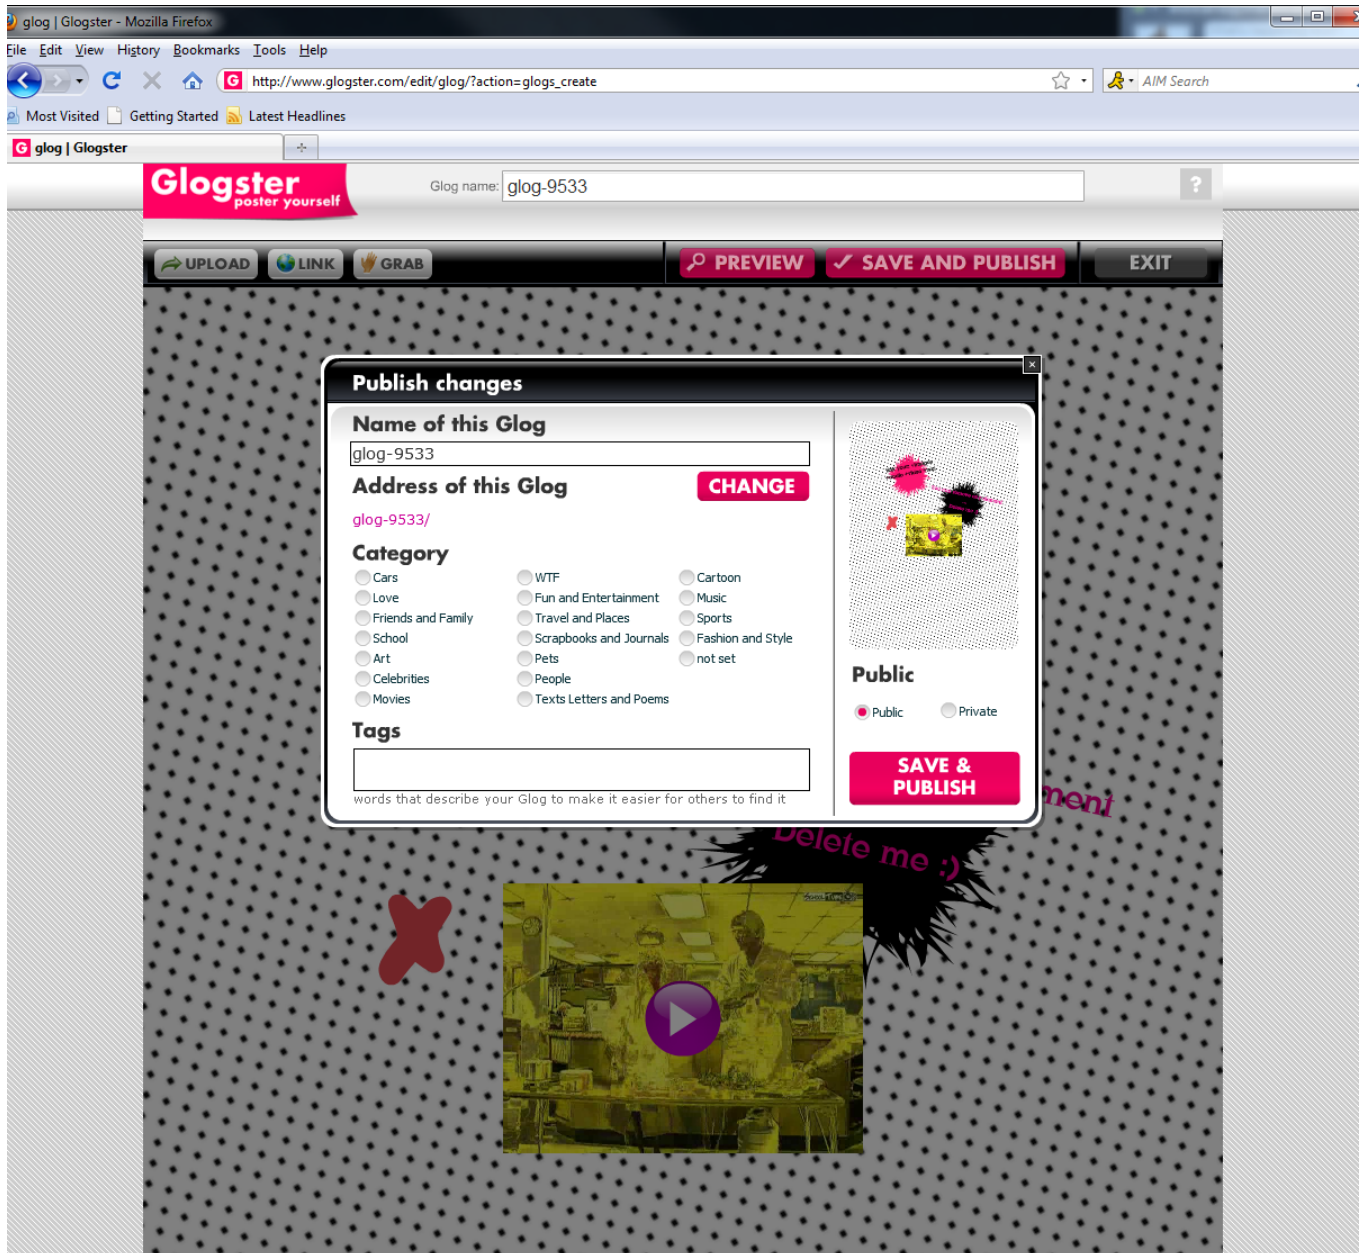 glog | Glogster - Mozilla Firefox
File Edit View History Bookmarks Tools Help
http://www.glogster.com/edit/glog/?action=glogs_create
AIM Search
Most Visited Getting Started Latest Headlines
glog | Glogster
Glogster
poster yourself
Glog name: glog-9533
?
UPLOAD LINK GRAB PREVIEW SAVE AND PUBLISH EXIT
Publish changes
Name of this Glog
glog-9533
Address of this Glog
CHANGE
glog-9533/
Category
Cars WTF Cartoon
Love Fun and Entertainment Music
Friends and Family Travel and Places Sports
School Scrapbooks and Journals Fashion and Style
Art Pets not set
Celebrities People
Movies Texts Letters and Poems
Tags
words that describe your Glog to make it easier for others to find it
Public
Public Private
SAVE &
PUBLISH
Delete me :)